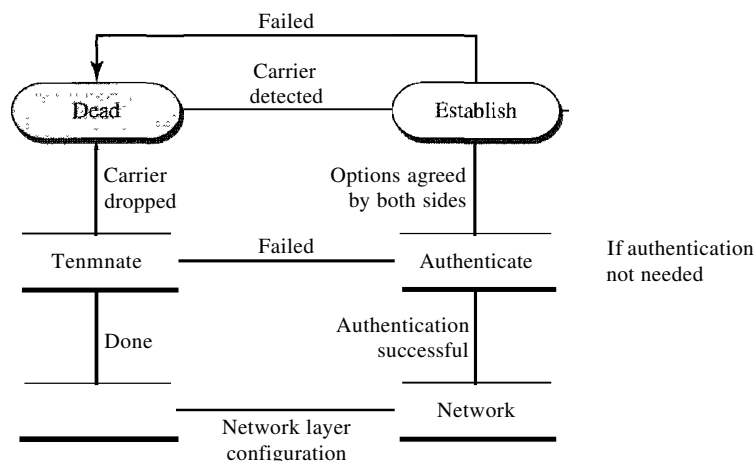 Failed
Carrier
detected
Dead
Establish
Carrier
dropped
Options agreed
by both sides
Failed
Tenmnate
Authenticate
If authentication
not needed
Done
Authentication
successful
Network
Network layer
configuration